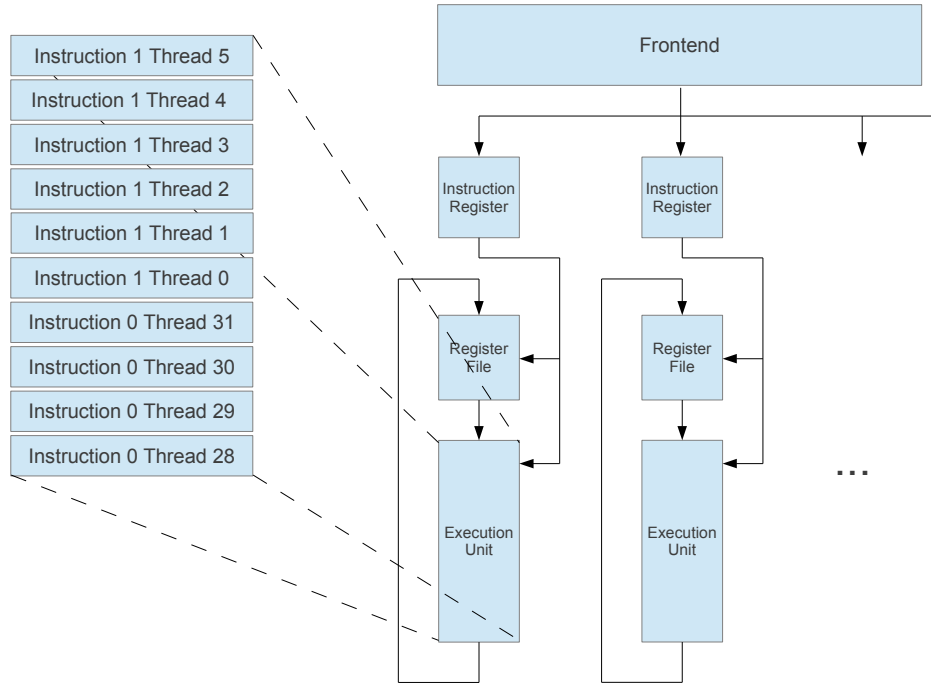 Instruction 1 Thread 5
Instruction 1 Thread 4
Instruction 1 Thread 3
Instruction 1 Thread 2
Instruction 1 Thread 1
Instruction 1 Thread 0
Instruction 0 Thread 31
Instruction 0 Thread 30
Instruction 0 Thread 29
Instruction 0 Thread 28
Frontend
Instruction
Register
Instruction
Register
Register
File
Register
File
Execution
Unit
Execution
Unit
...